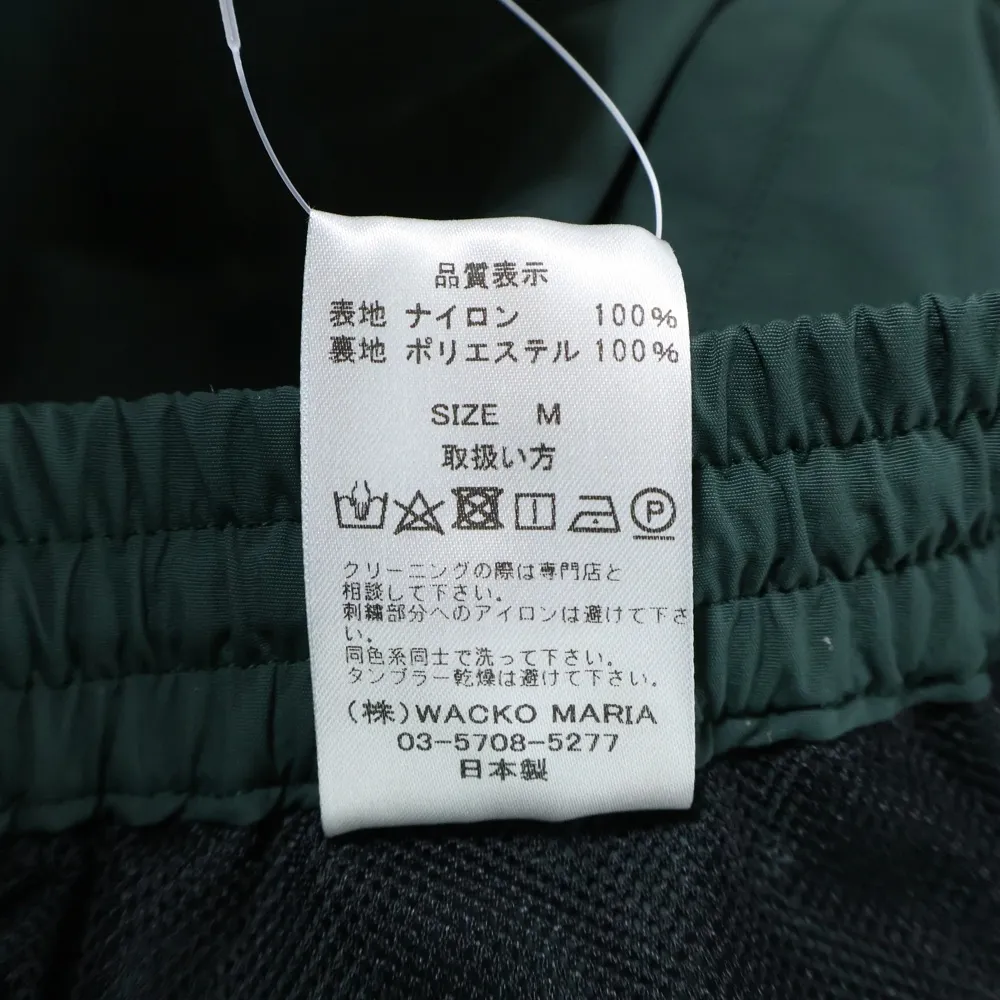 品質表示
表地 ナイロン 100%
裏地 ポリエステル 100%
SIZE M
取扱い方
P
クリーニングの際は専門店と
相談して下さい。
刺繍部分へのアイロンは避けて下さ
い。
同色系同士で洗って下さい。
タンブラー乾燥は避けて下さい。
(株)WACKO MARIA
03-5708-5277
日本製